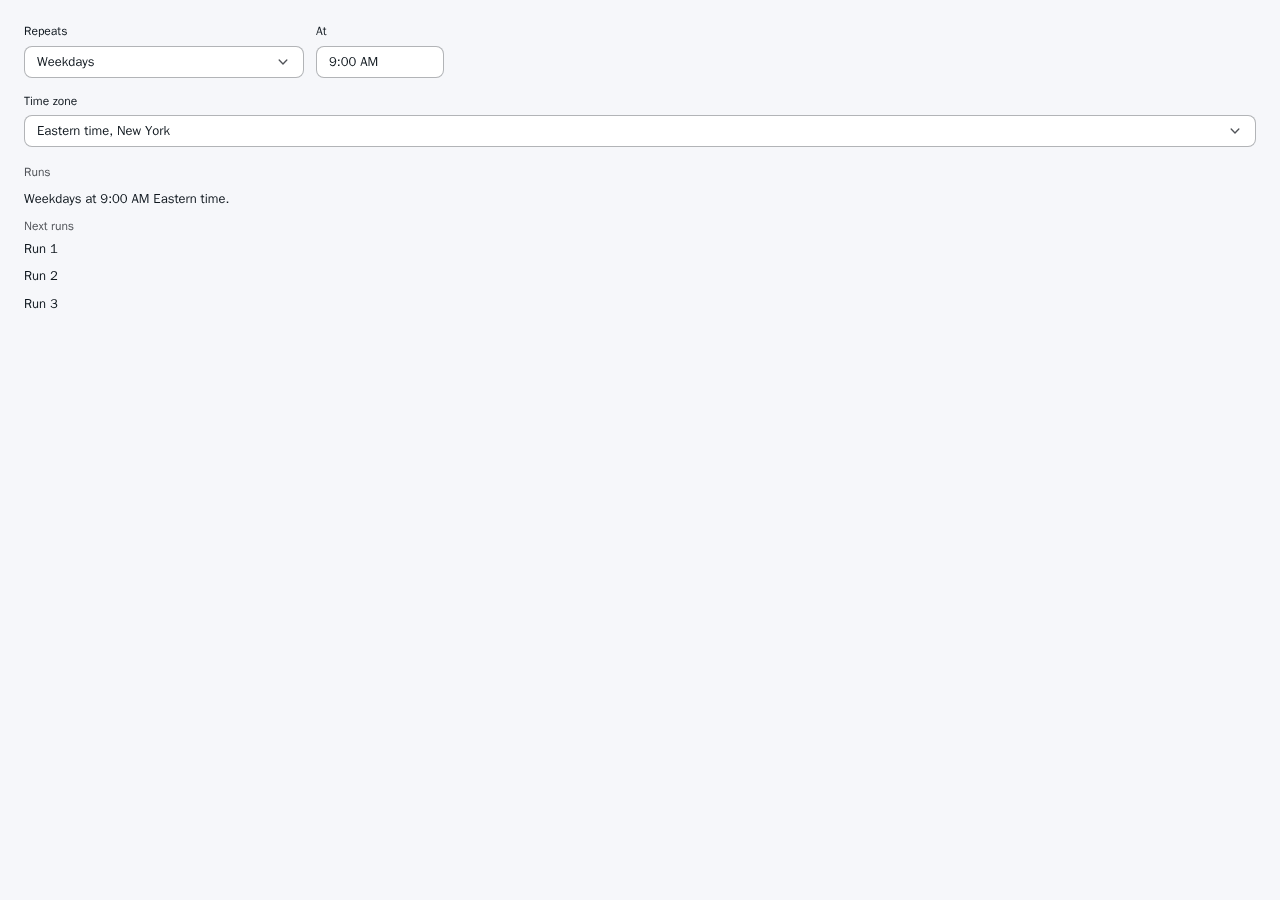 Repeats
At
Weekdays
9:00 AM
Time zone
Eastern time, New York
Runs
Weekdays at 9:00 AM Eastern time.
Next runs
Run 1
Run 2
Run 3